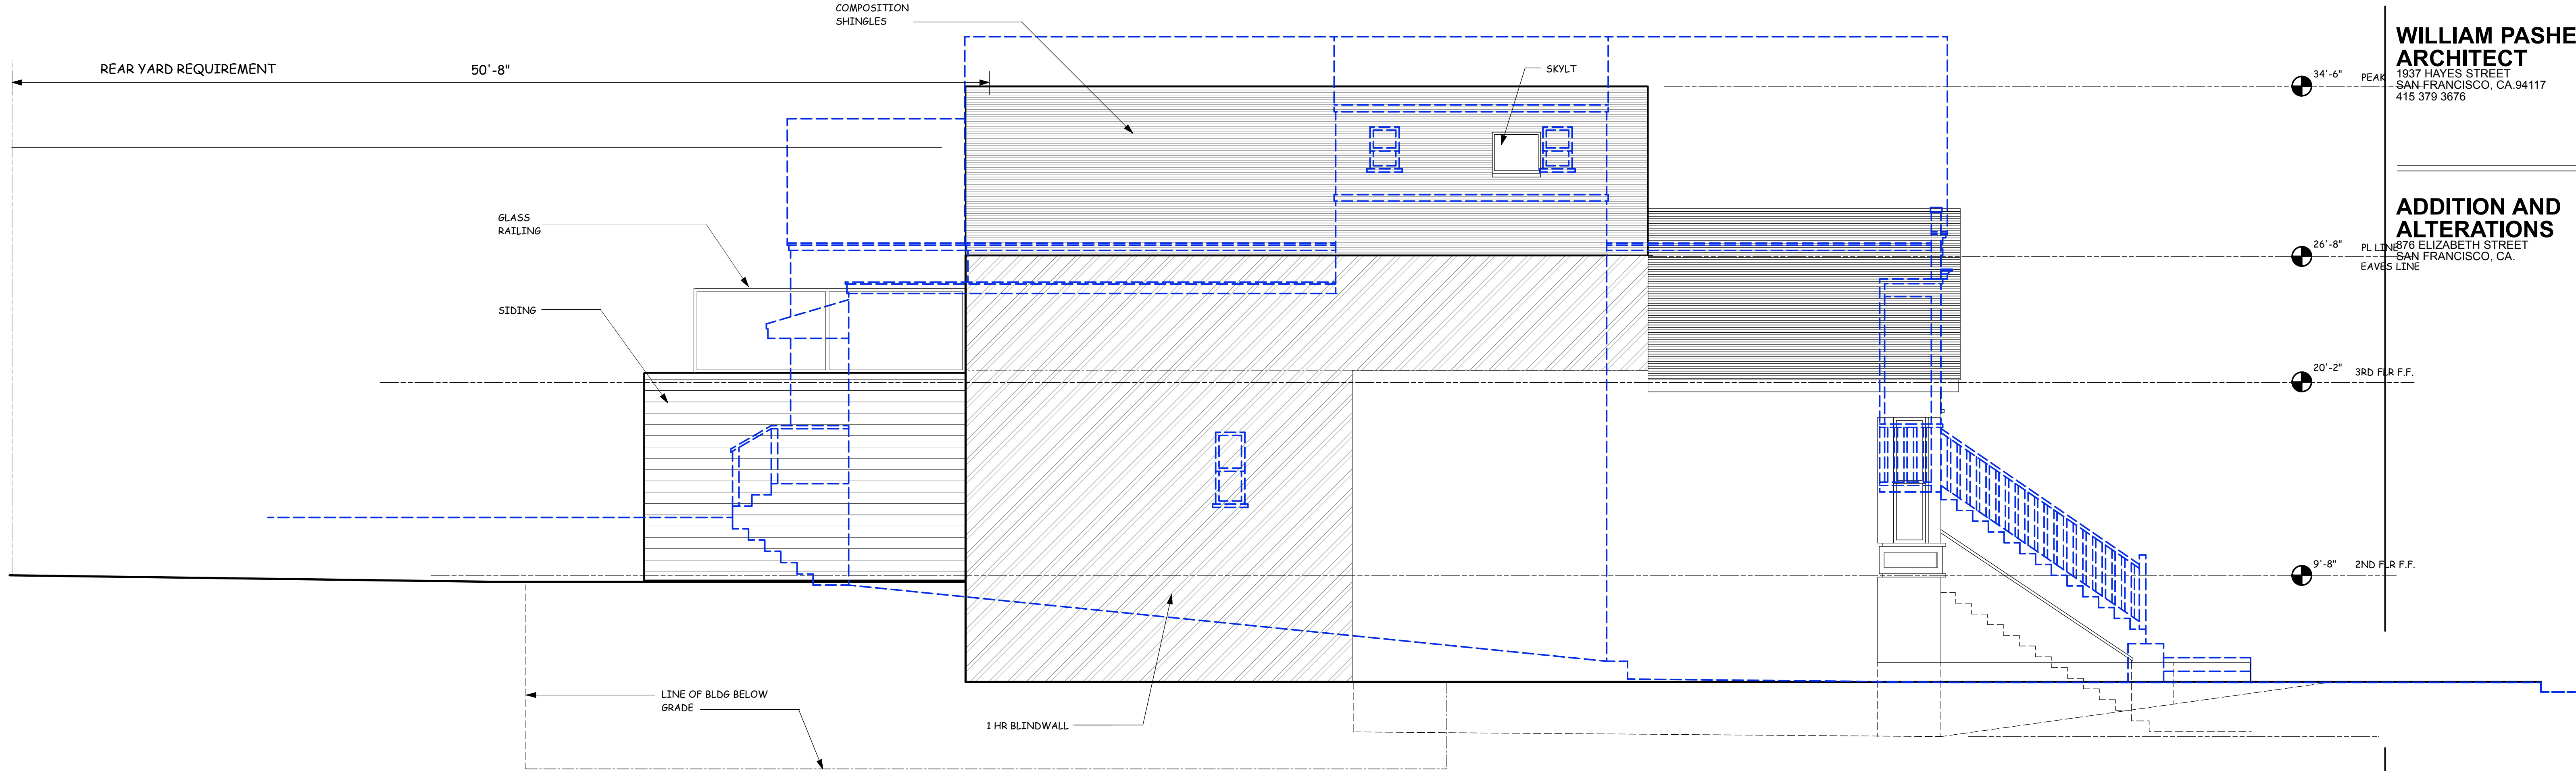 COMPOSITION
SHINGLES
REAR YARD REQUIREMENT 50'-8"
SKYLT
GLASS
RAILING
SIDING
LINE OF BLDG BELOW
GRADE
1 HR BLINDWALL
34'-6" PEAK
26'-8" PL LINE
EAVES LINE
20'-2" 3RD FLR F.F.
9'-8" 2ND FLR F.F.
WILLIAM PASHE
ARCHITECT
1937 HAYES STREET
SAN FRANCISCO, CA.94117
415 379 3676
ADDITION AND
ALTERATIONS
876 ELIZABETH STREET
SAN FRANCISCO, CA.